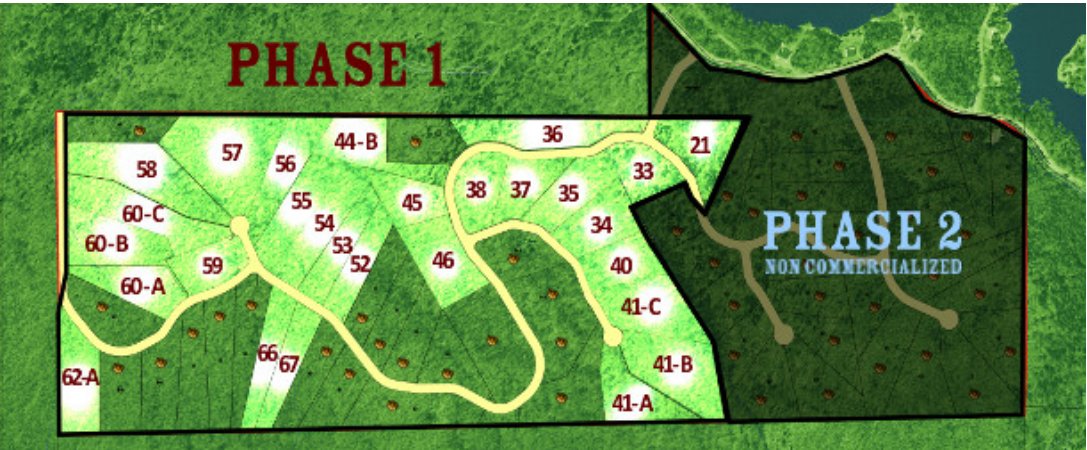 PHASE 1
36
44-B
21
57
56
58
33
38
37
35
55
45
60-C
54
34
PHASE 2
60-B
53
59
52
46
40
NON COMMERCIALIZED
60-A
41-C
66
67
41-B
62-A
41-A